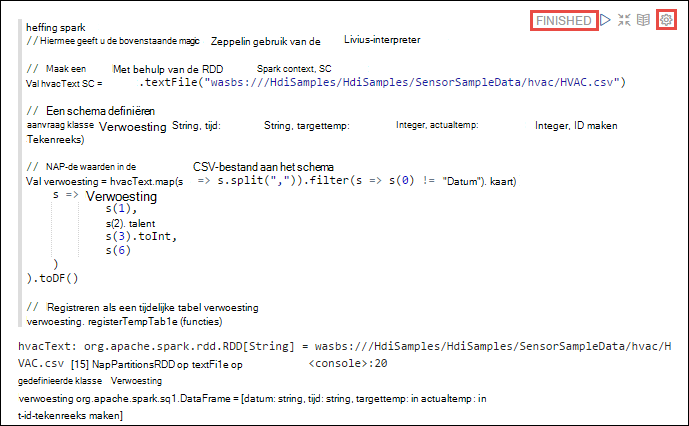 FINISHED
heffing spark
// Hiermee geeft u de bovenstaande magic Zeppelin gebruik van de Livius-interpreter
// Maak een Met behulp van de RDD Spark context, SC
Val hvacText SC = .textFile("wasbs:///HdiSamples/HdiSamples/SensorSampleData/hvac/HVAC.csv")
// Een schema definiëren
aanvraag klasse Verwoesting String, tijd: String, targettemp: Integer, actualtemp: Integer, ID maken
Tekenreeks)
// NAP-de waarden in de CSV-bestand aan het schema
Val verwoesting = hvacText.map(s => s.split(",")).filter(s => s(0) != "Datum"). kaart)
s => Verwoesting
s(1),
s(2). talent
s(3).toInt,
s(6)
)
).toDF()
// Registreren als een tijdelijke tabel verwoesting
verwoesting. registerTempTab1e (functies)
hvacText: org.apache.spark.rdd.RDD[String] = wasbs:///HdiSamples/HdiSamples/SensorSampleData/hvac/H
VAC.csv [15] NapPartitionsRDD op textFi1e op <console>:20
gedefinieerde klasse Verwoesting
verwoesting org.apache.spark.sq1.DataFrame = [datum: string, tijd: string, targettemp: in actualtemp: in
t-id-tekenreeks maken]